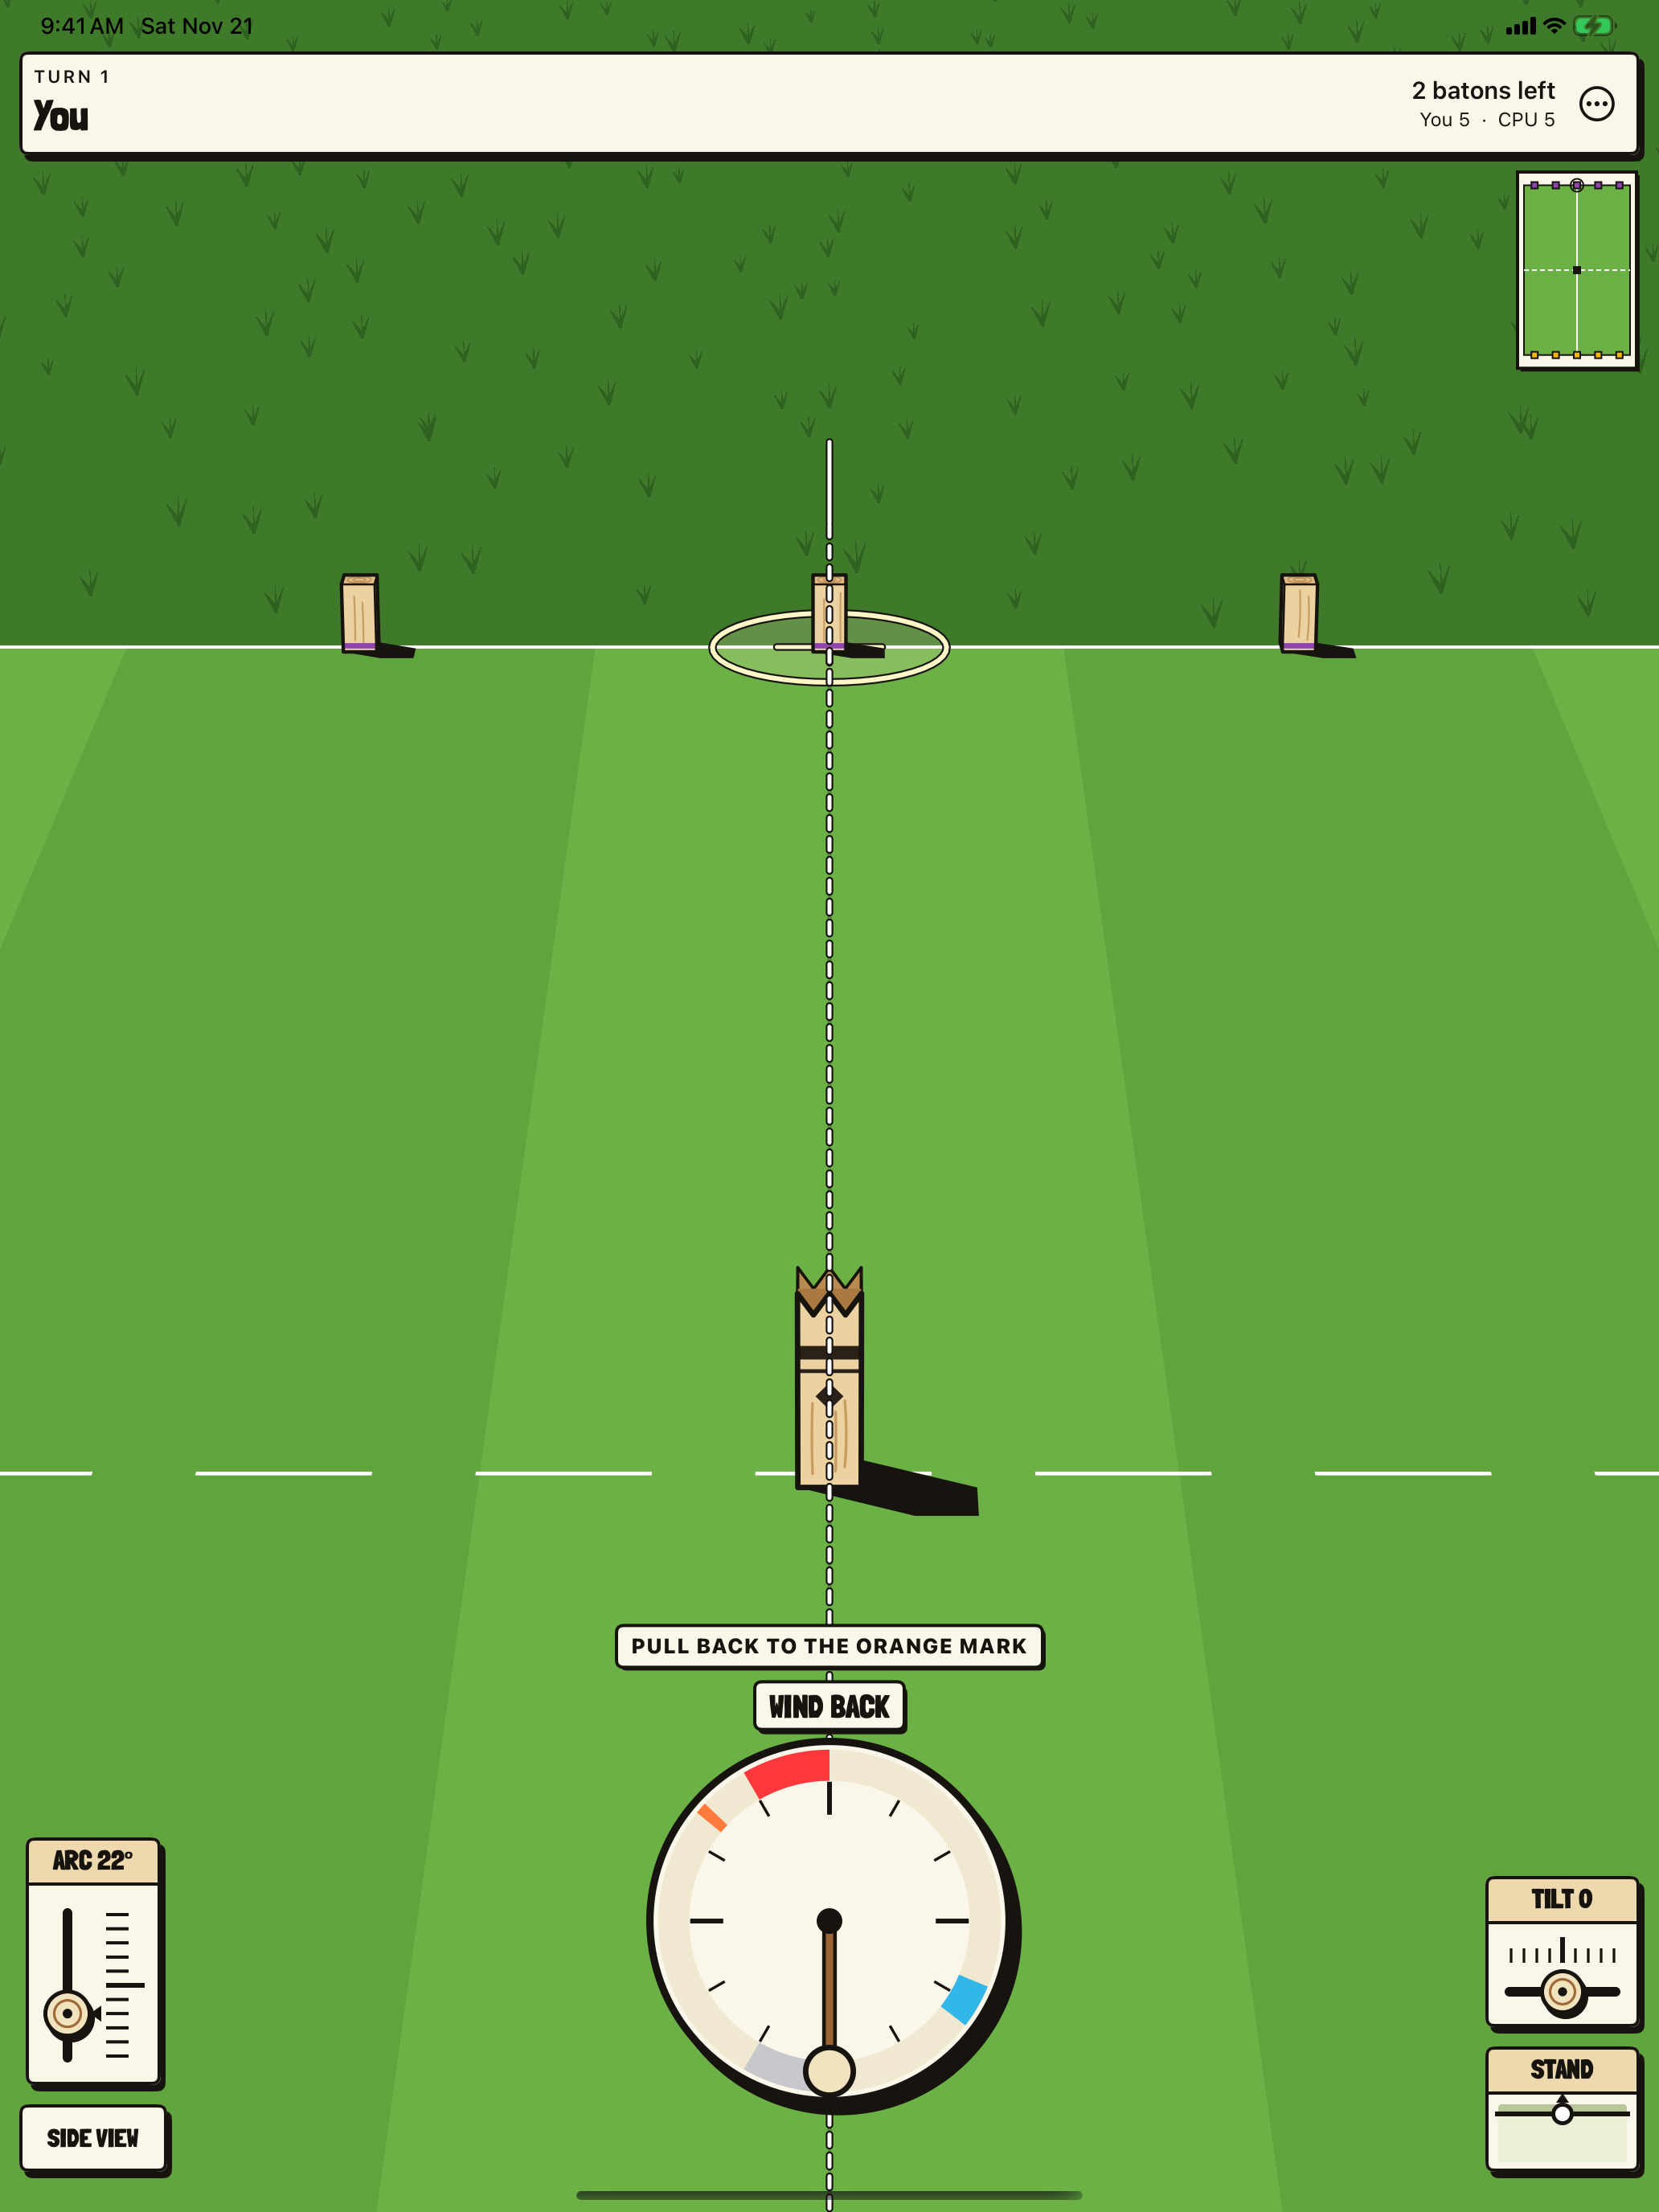 9:41 AM Sat Nov 21
TURN 1
You
2 batons left
You 5 · CPU 5
PULL BACK TO THE ORANGE MARK
WIND BACK
ARC 22°
SIDE VIEW
TILT 0
STAND